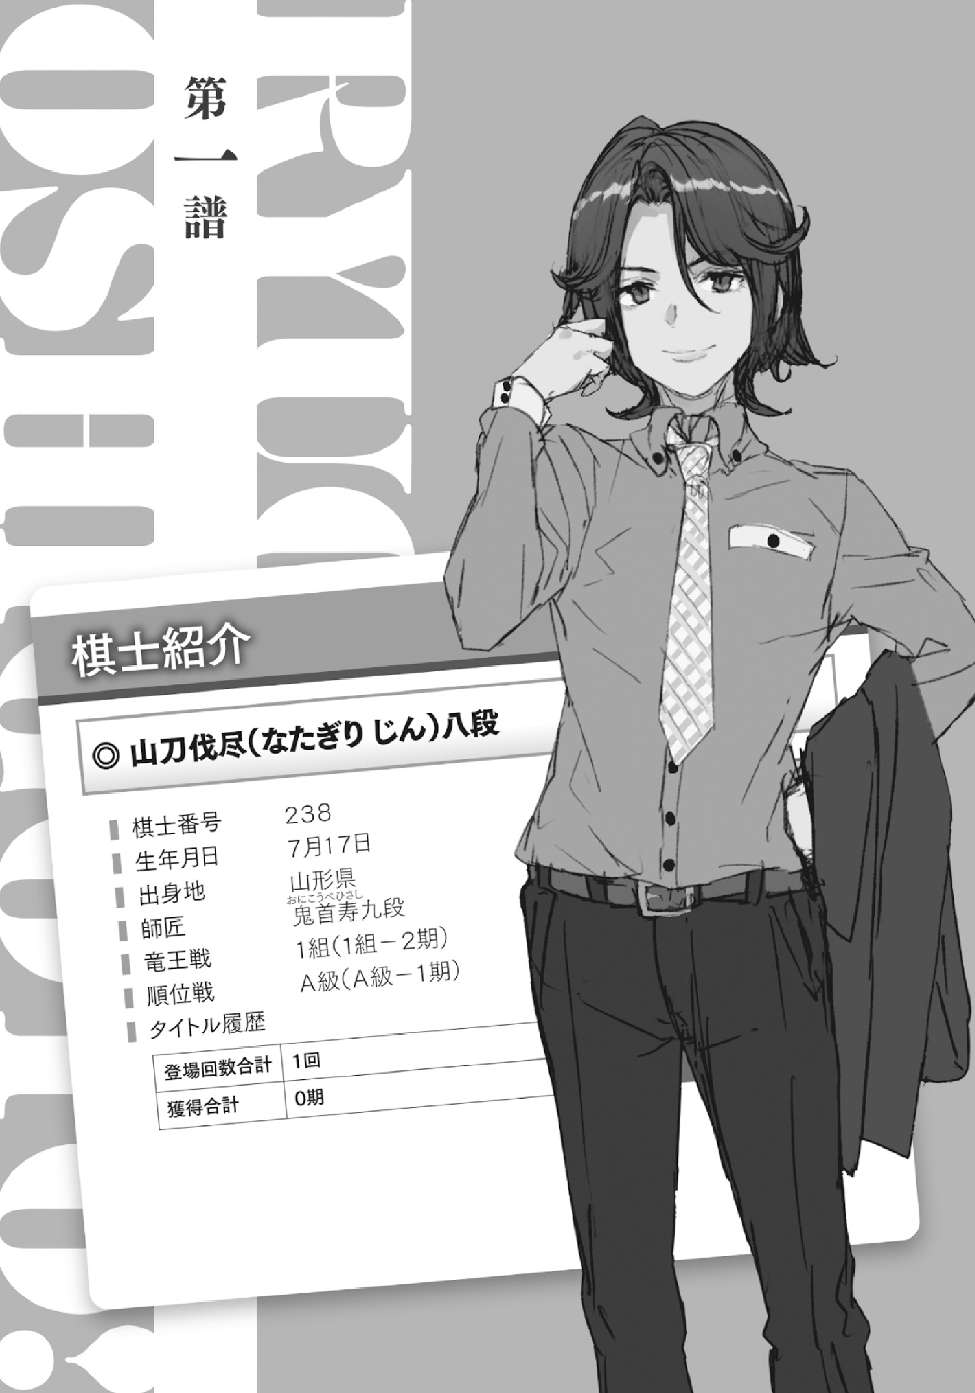 第一譜
棋士紹介
◎ 山刀伐尽(なたぎり じん)八段
棋士番号 238
生年月日 7月17日
出身地 山形県
おにこうべひさし
師匠 鬼首寿九段
竜王戦 1組(1組－2期)
順位戦 A級(A級－1期)
タイトル履歴
登場回数合計 1回
獲得合計 0期